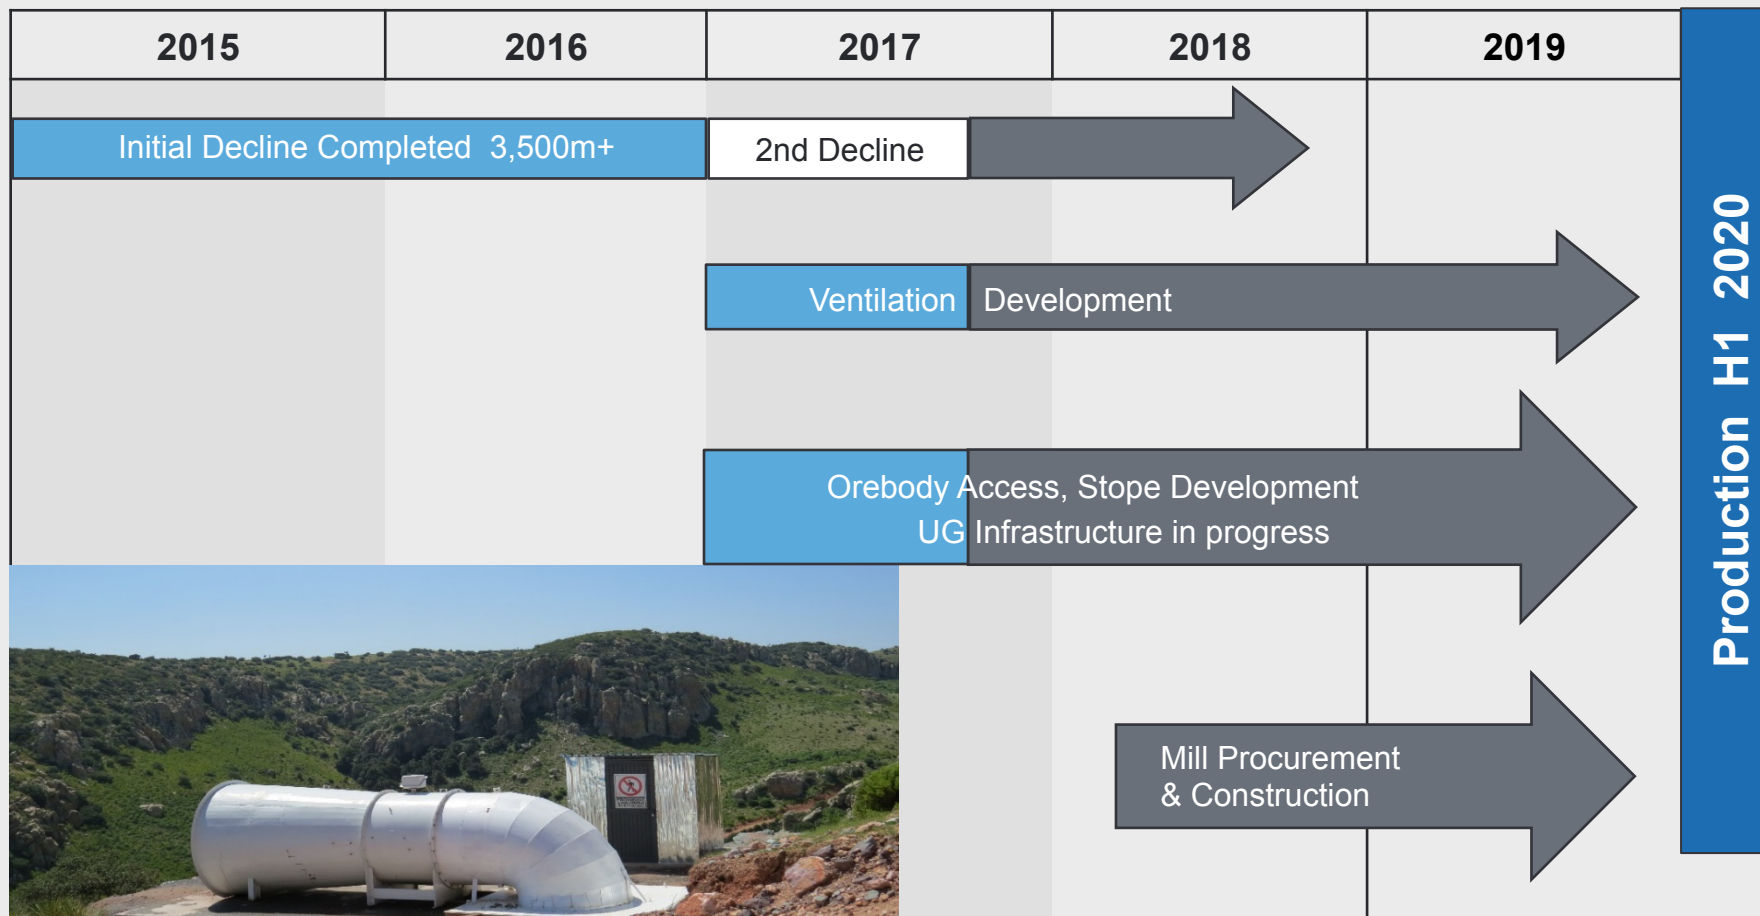 2015 2016 2017 2018 2019
Initial Decline Completed 3,500m+ 2nd Decline
Ventilation Development
Orebody Access, Stope Development
UG Infrastructure in progress
Mill Procurement
& Construction
Production H1 2020